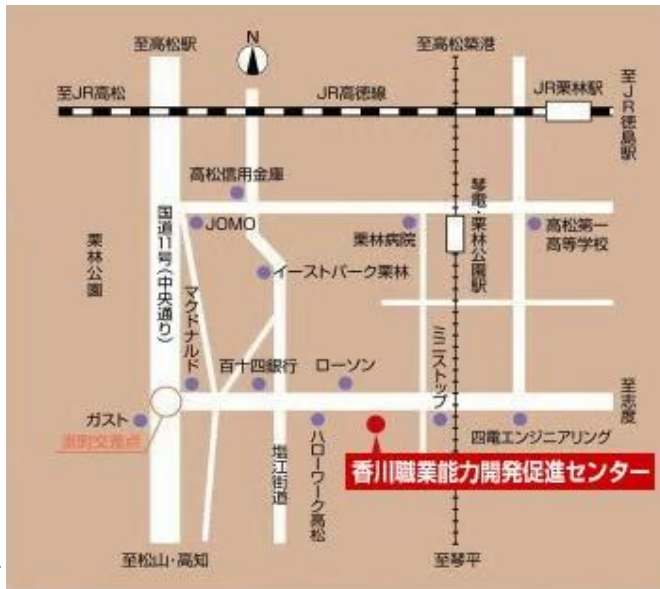 至高松駅
N
至高松築港
至JR高松
JR高徳線
JR栗林駅
至JR徳島駅
高松信用金庫
国道11号(中央通り)
JOMO
栗林病院
琴電・栗林公園駅
高松第一
高等学校
栗林公園
イーストパーク栗林
マクドナルド
百十四銀行
ローソン
ミニストップ
至志度
ガスト
室町交差点
塩江街道
ハローワーク高松
四電エンジニアリング
香川職業能力開発促進センター
至松山・高知
至琴平